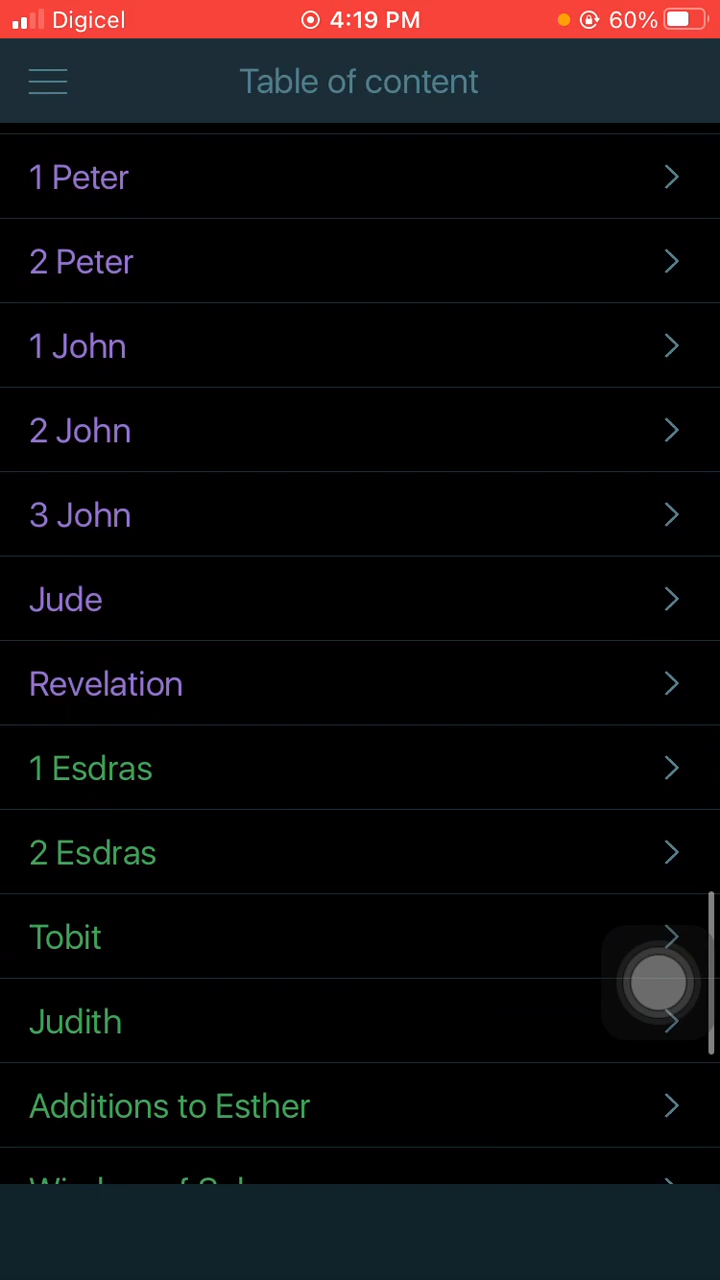 Digicel 4:19 PM 60%
Table of content
1 Peter
2 Peter
1 John
2 John
3 John
Jude
Revelation
1 Esdras
2 Esdras
Tobit
Judith
Additions to Esther